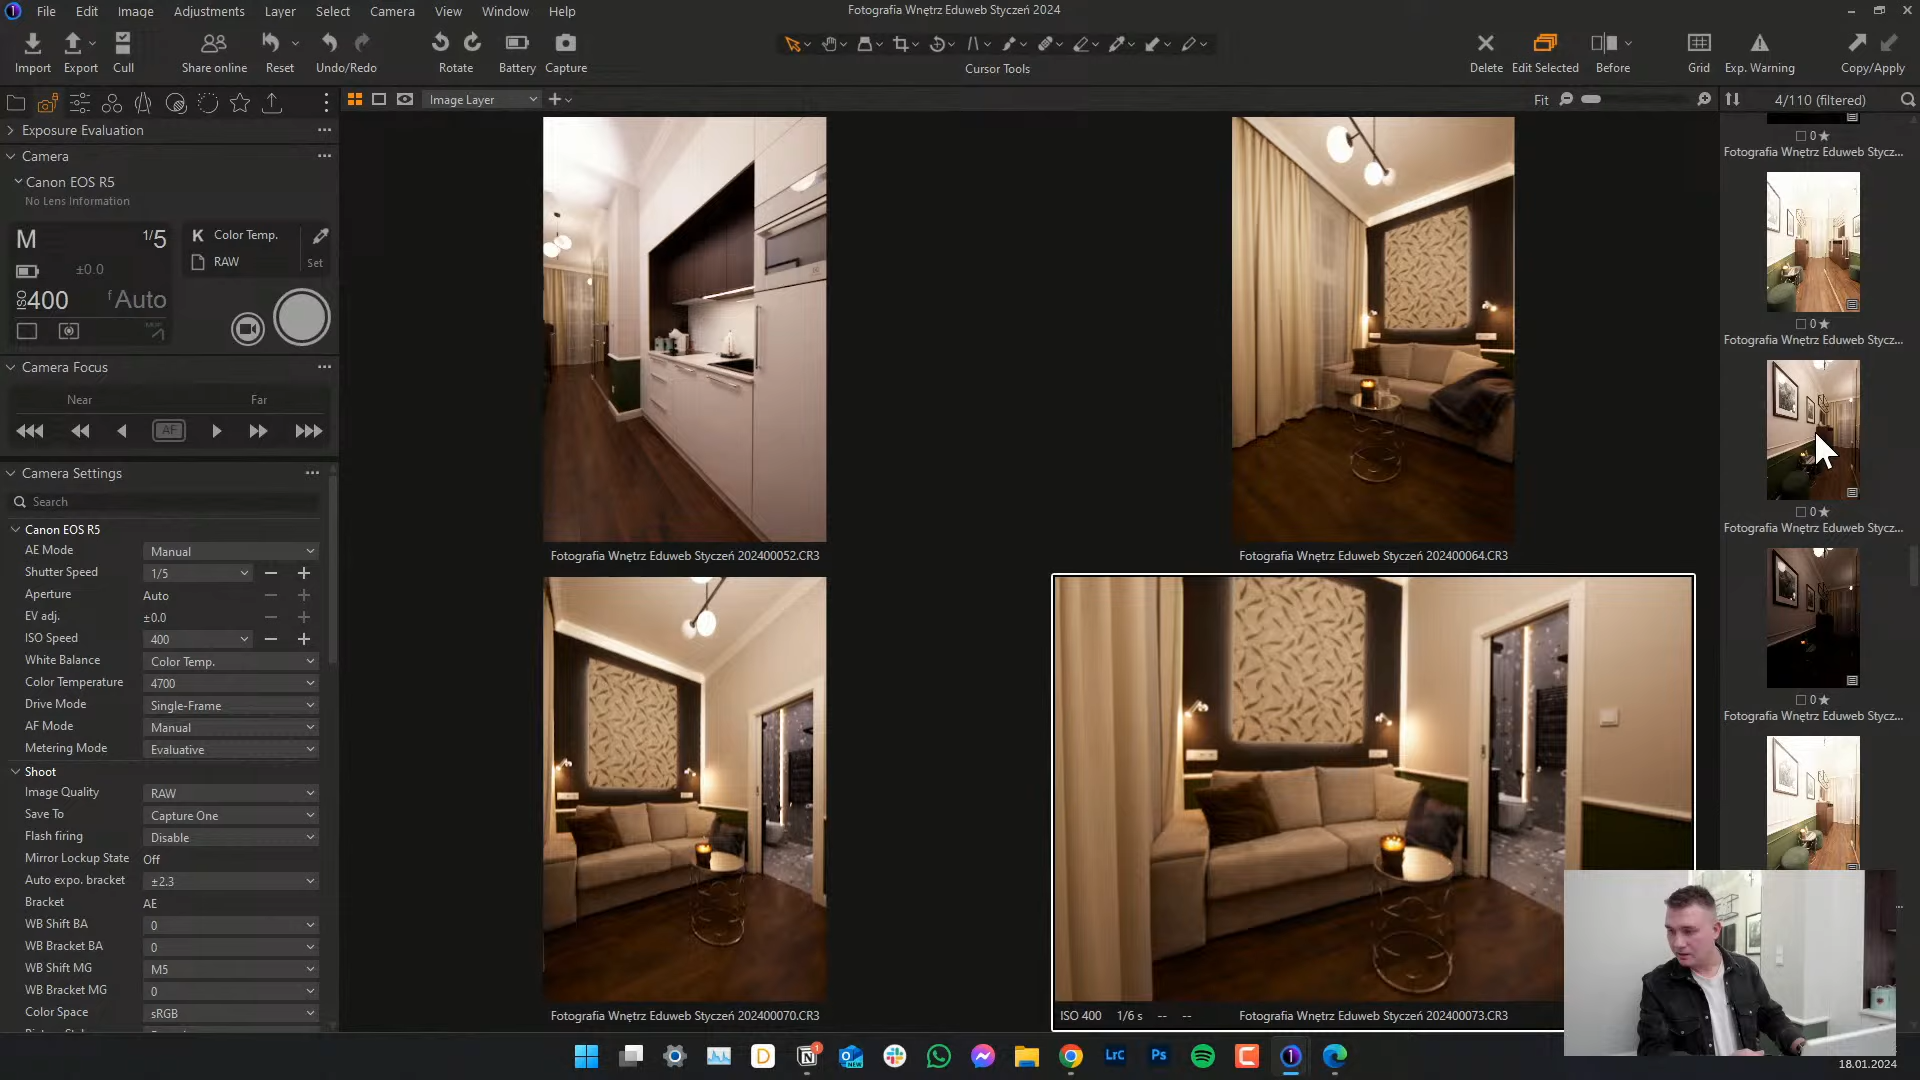 File Edit Image Adjustments Layer Select Camera View Window Help
Fotografia Wnętrz Eduweb Styczeń 2024
Import Export Cull Share online Reset Undo/Redo Rotate Battery Capture
Cursor Tools
Delete Edit Selected Before Grid Exp. Warning Copy/Apply
Image Layer
Fit
4/110 (filtered)
Exposure Evaluation
Camera
Canon EOS R5
No Lens Information
M 1/5
K Color Temp.
±0.0
RAW
Set
ISO 400 f Auto
Camera Focus
Near Far
AF
Camera Settings
Search
Canon EOS R5
AE Mode Manual
Shutter Speed 1/5
Aperture Auto
EV adj. ±0.0
ISO Speed 400
White Balance Color Temp.
Color Temperature 4700
Drive Mode Single-Frame
AF Mode Manual
Metering Mode Evaluative
Shoot
Image Quality RAW
Save To Capture One
Flash firing Disable
Mirror Lockup State Off
Auto expo. bracket ±2.3
Bracket AE
WB Shift BA 0
WB Bracket BA 0
WB Shift MG M5
WB Bracket MG 0
Color Space sRGB
Fotografia Wnętrz Eduweb Styczeń 202400052.CR3
Fotografia Wnętrz Eduweb Styczeń 202400064.CR3
Fotografia Wnętrz Eduweb Styczeń 202400070.CR3
ISO 400 1/6 s -- -- Fotografia Wnętrz Eduweb Styczeń 202400073.CR3
0★
Fotografia Wnętrz Eduweb Stycz...
0★
Fotografia Wnętrz Eduweb Stycz...
0★
Fotografia Wnętrz Eduweb Stycz...
0★
Fotografia Wnętrz Eduweb Stycz...
D N 1 NEW LrC Ps C 1
18.01.2024